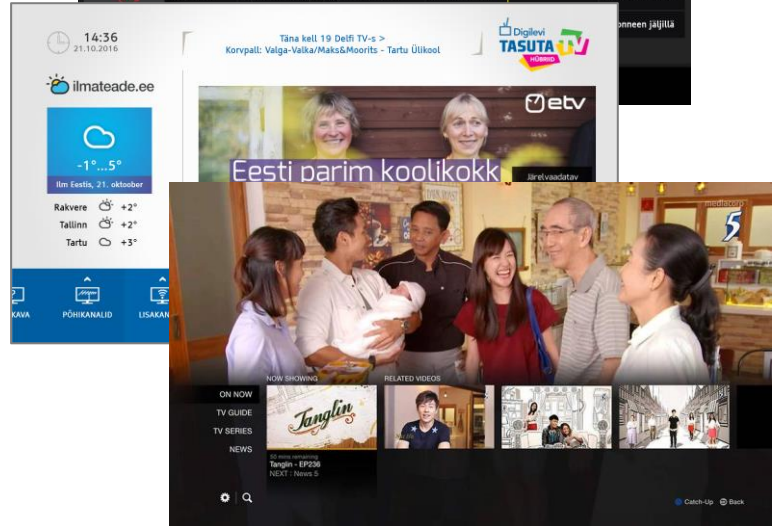 onneen jäljillä
14:36
21.10.2016
Täna kell 19 Delfi TV-s >
Korvpall: Valga-Valka/Maks&Moorits - Tartu Ülikool
Digilevi
TASUTA TV
HÜBRIID
ilmateade.ee
-1°...5°
Ilm Eestis, 21. oktoober
Rakvere +2°
Tallinn +2°
Tartu +3°
etv
Eesti parim koolikokk
Järelvaadatav
KAVA
PÕHIKANALID
LISAKAN
mediacorp
5
NOW SHOWING
RELATED VIDEOS
ON NOW
TV GUIDE
TV SERIES
NEWS
Tanglin
60 mins remaining
Tanglin - EP236
NEXT : News 5
Catch-Up
Back